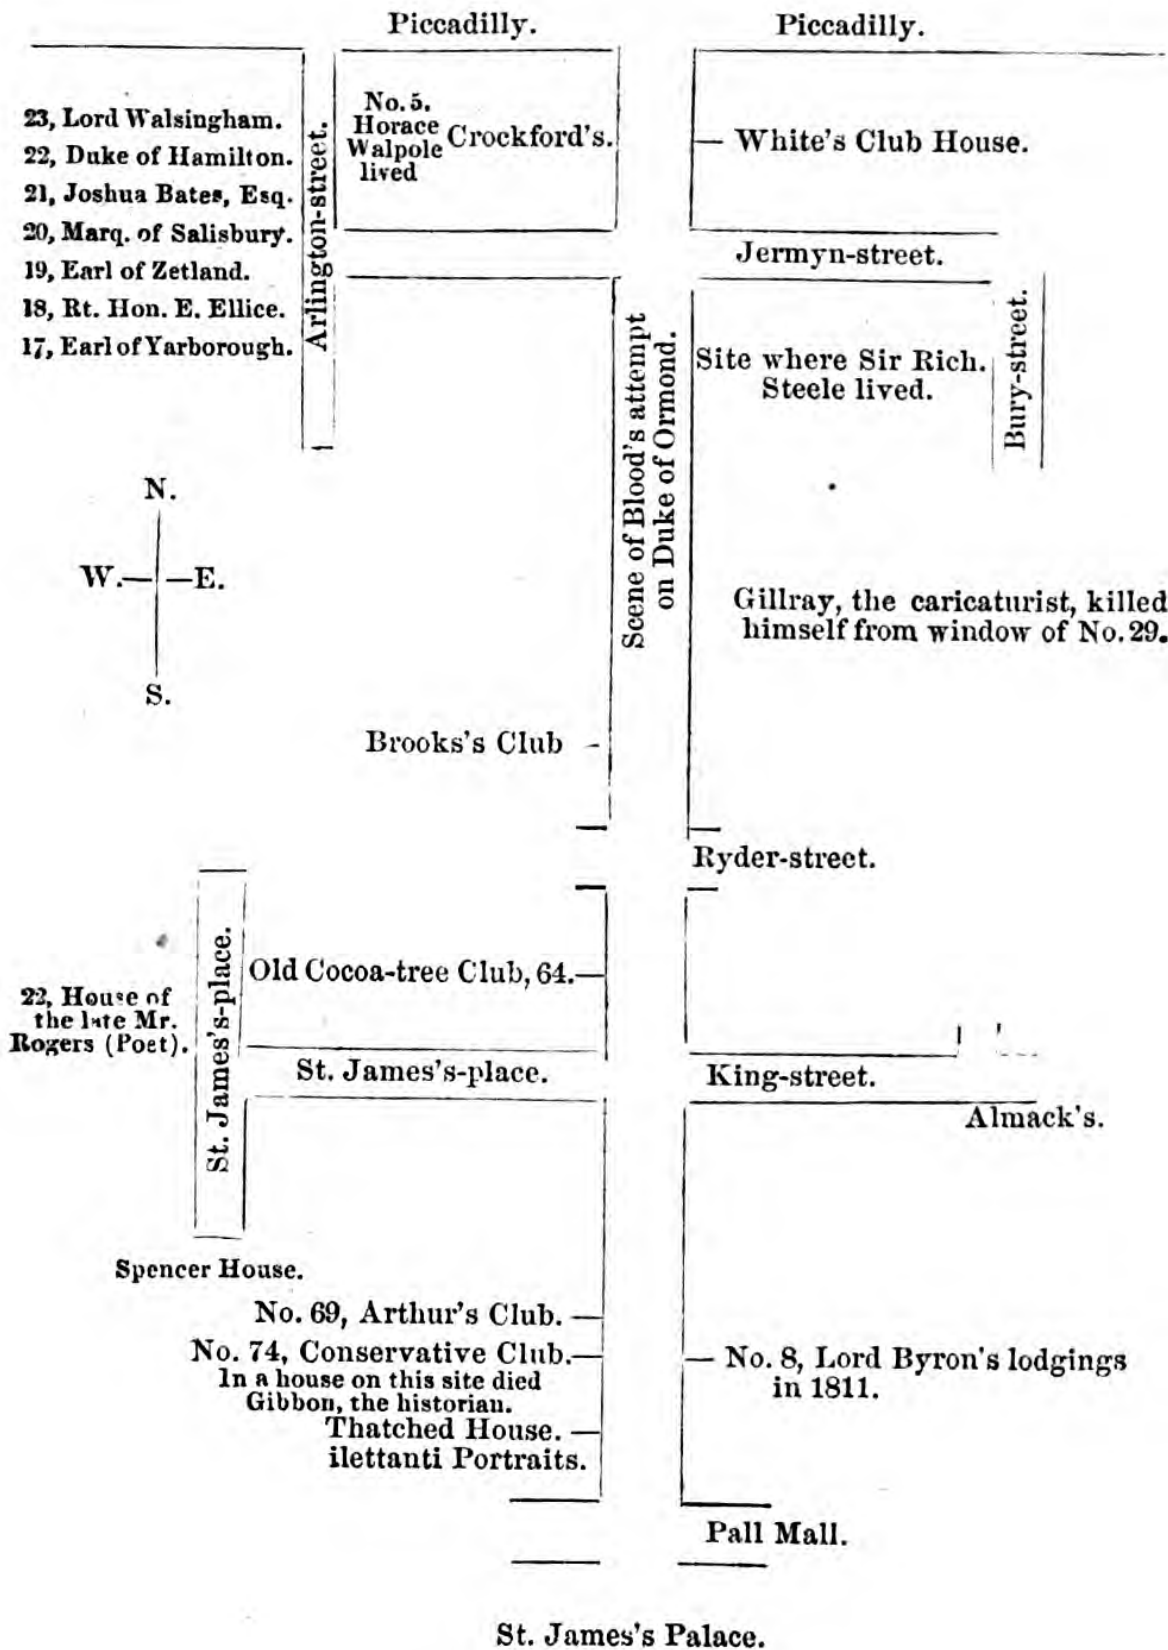 Piccadilly.
Piccadilly.
23, Lord Walsingham.
22, Duke of Hamilton.
21, Joshua Bates, Esq.
20, Marq. of Salisbury.
19, Earl of Zetland.
18, Rt. Hon. E. Ellice.
17, Earl of Yarborough.
Arlington-street.
No. 5.
Horace
Walpole
lived
Crockford's.
White's Club House.
Jermyn-street.
Scene of Blood's attempt
on Duke of Ormond.
Site where Sir Rich.
Steele lived.
Bury-street.
N.
W. E.
S.
Gillray, the caricaturist, killed
himself from window of No. 29.
Brooks's Club
Ryder-street.
St. James's-place.
Old Cocoa-tree Club, 64.
22, House of
the late Mr.
Rogers (Poet).
St. James's-place.
King-street.
Almack's.
Spencer House.
No. 69, Arthur's Club.
No. 74, Conservative Club.
In a house on this site died
Gibbon, the historian.
Thatched House.
ilettanti Portraits.
No. 8, Lord Byron's lodgings
in 1811.
Pall Mall.
St. James's Palace.